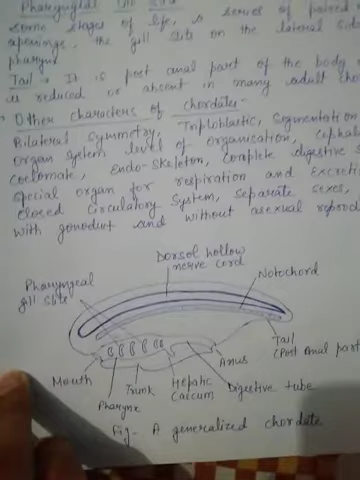 Pharyngeal Gill Slits
some stages of life, a series of paired
openings, the gill slits on the lateral side
pharynx
Tail → It is post anal part of the body
is reduced or absent in many adult
Other characters of chordates-
Bilateral symmetry, Triploblastic, Segmentation
organ system level of organisation,
coelomate, endo-skeleton, complete digestive
special organ for respiration and
closed circulatory system, separate sexes,
with gonoduct and without asexual
Dorsal hollow
nerve cord
Notochord
Pharyngeal
gill slits
Tail
(Post Anal part
Anus
Mouth
Hepatic
Caecum
Digestive tube
Trunk
Pharynx
Fig- A generalized chordate